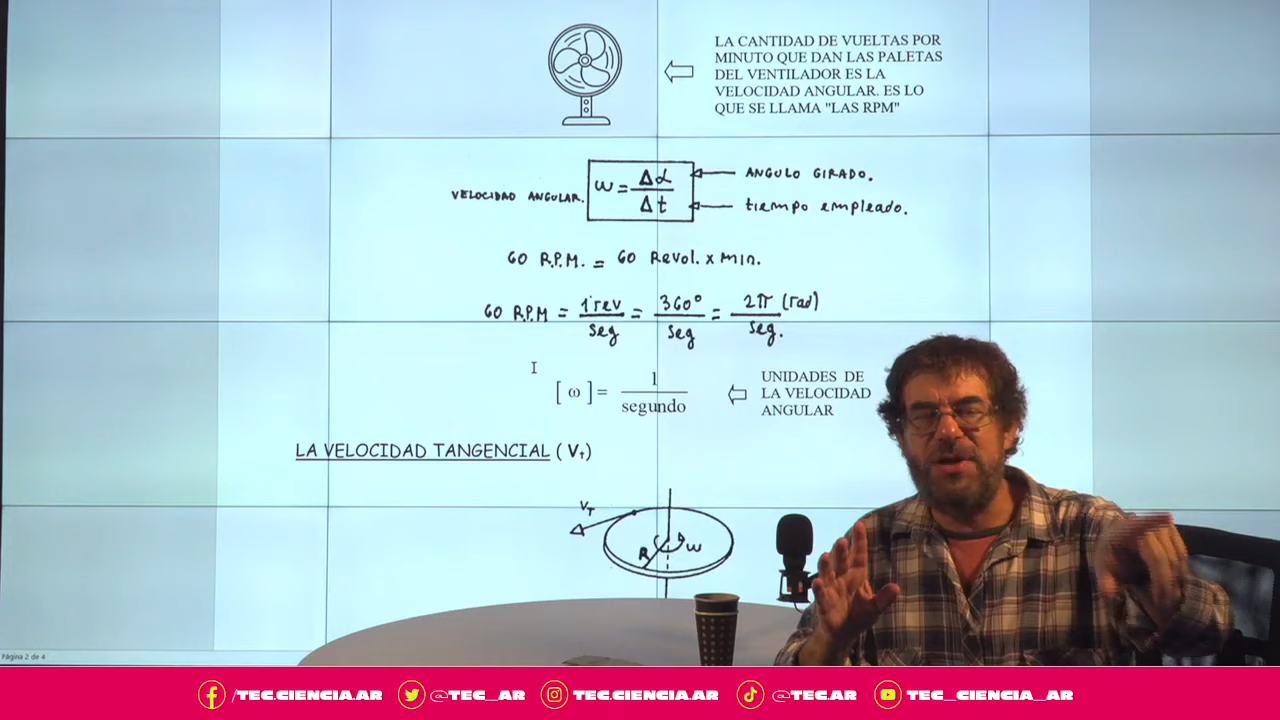 LA CANTIDAD DE VUELTAS POR
MINUTO QUE DAN LAS PALETAS
DEL VENTILADOR ES LA
VELOCIDAD ANGULAR. ES LO
QUE SE LLAMA "LAS RPM"
VELOCIDAD ANGULAR. ω = Δα / Δt
ANGULO GIRADO.
tiempo empleado.
60 R.P.M. = 60 Revol. x min.
60 R.P.M = 1 rev / seg = 360° / seg = 2π (rad) / seg.
[ ω ] = 1 / segundo
UNIDADES DE
LA VELOCIDAD
ANGULAR
LA VELOCIDAD TANGENCIAL ( Vt)
VT
R ω
Página 2 de 4
/TEC.CIENCIA.AR @TEC_AR TEC.CIENCIA.AR @TEC.AR TEC_CIENCIA_AR